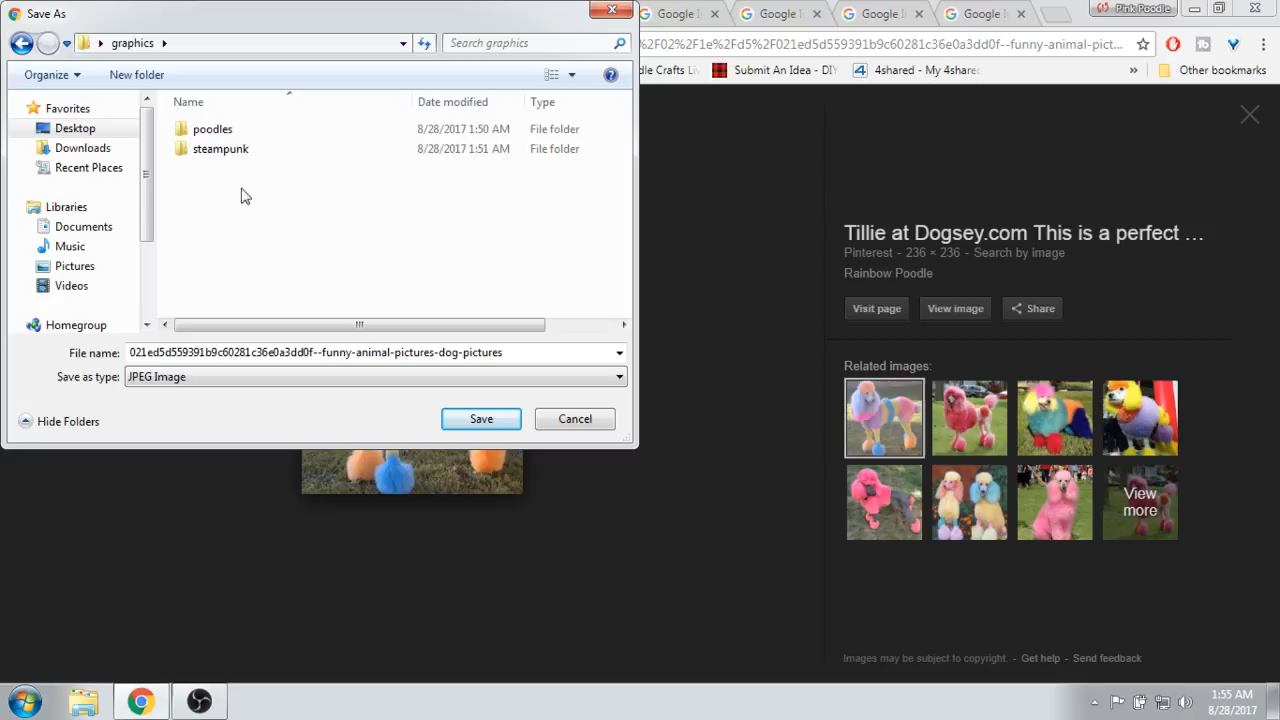 Save As
Google I
Google I
Google I
Google I
Pink Poodle
graphics
Search graphics
%2F02%2F1e%2Fd5%2F021ed5d559391b9c60281c36e0a3dd0f--funny-animal-pict...
Organize
New folder
dle Crafts Liv
Submit An Idea - DIY
4shared - My 4share
»
Other bookmarks
Name
Date modified
Type
Favorites
Desktop
Downloads
Recent Places
poodles
8/28/2017 1:50 AM
File folder
steampunk
8/28/2017 1:51 AM
File folder
Libraries
Documents
Music
Pictures
Videos
Homegroup
File name:
021ed5d559391b9c60281c36e0a3dd0f--funny-animal-pictures-dog-pictures
Save as type:
JPEG Image
Hide Folders
Save
Cancel
Tillie at Dogsey.com This is a perfect ...
Pinterest - 236 × 236 - Search by image
Rainbow Poodle
Visit page
View image
Share
Related images:
View
more
Images may be subject to copyright. - Get help - Send feedback
1:55 AM
8/28/2017